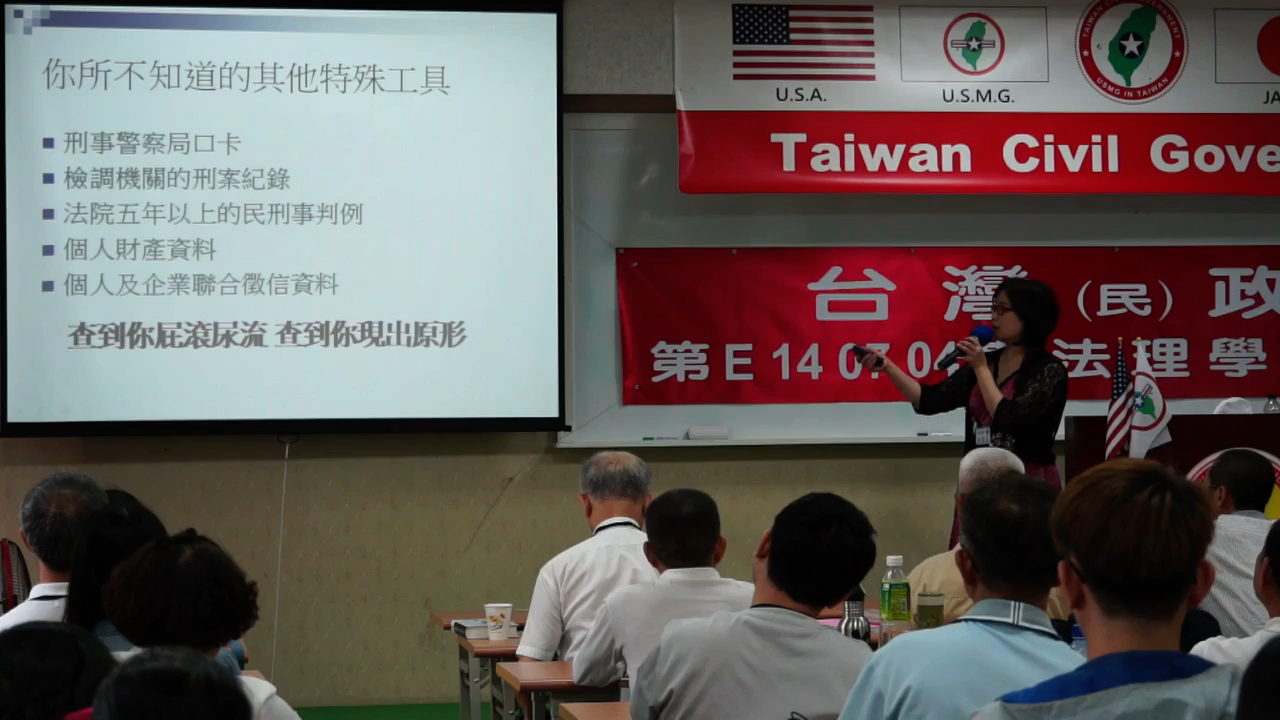 你所不知道的其他特殊工具
刑事警察局口卡
檢調機關的刑案紀錄
法院五年以上的民刑事判例
個人財產資料
個人及企業聯合徵信資料
查到你屁滾尿流 查到你現出原形
U.S.A.
U.S.M.G.
USMG IN TAIWAN
JA
Taiwan Civil Gove
台灣(民)政
第E 14 07 04 法理學